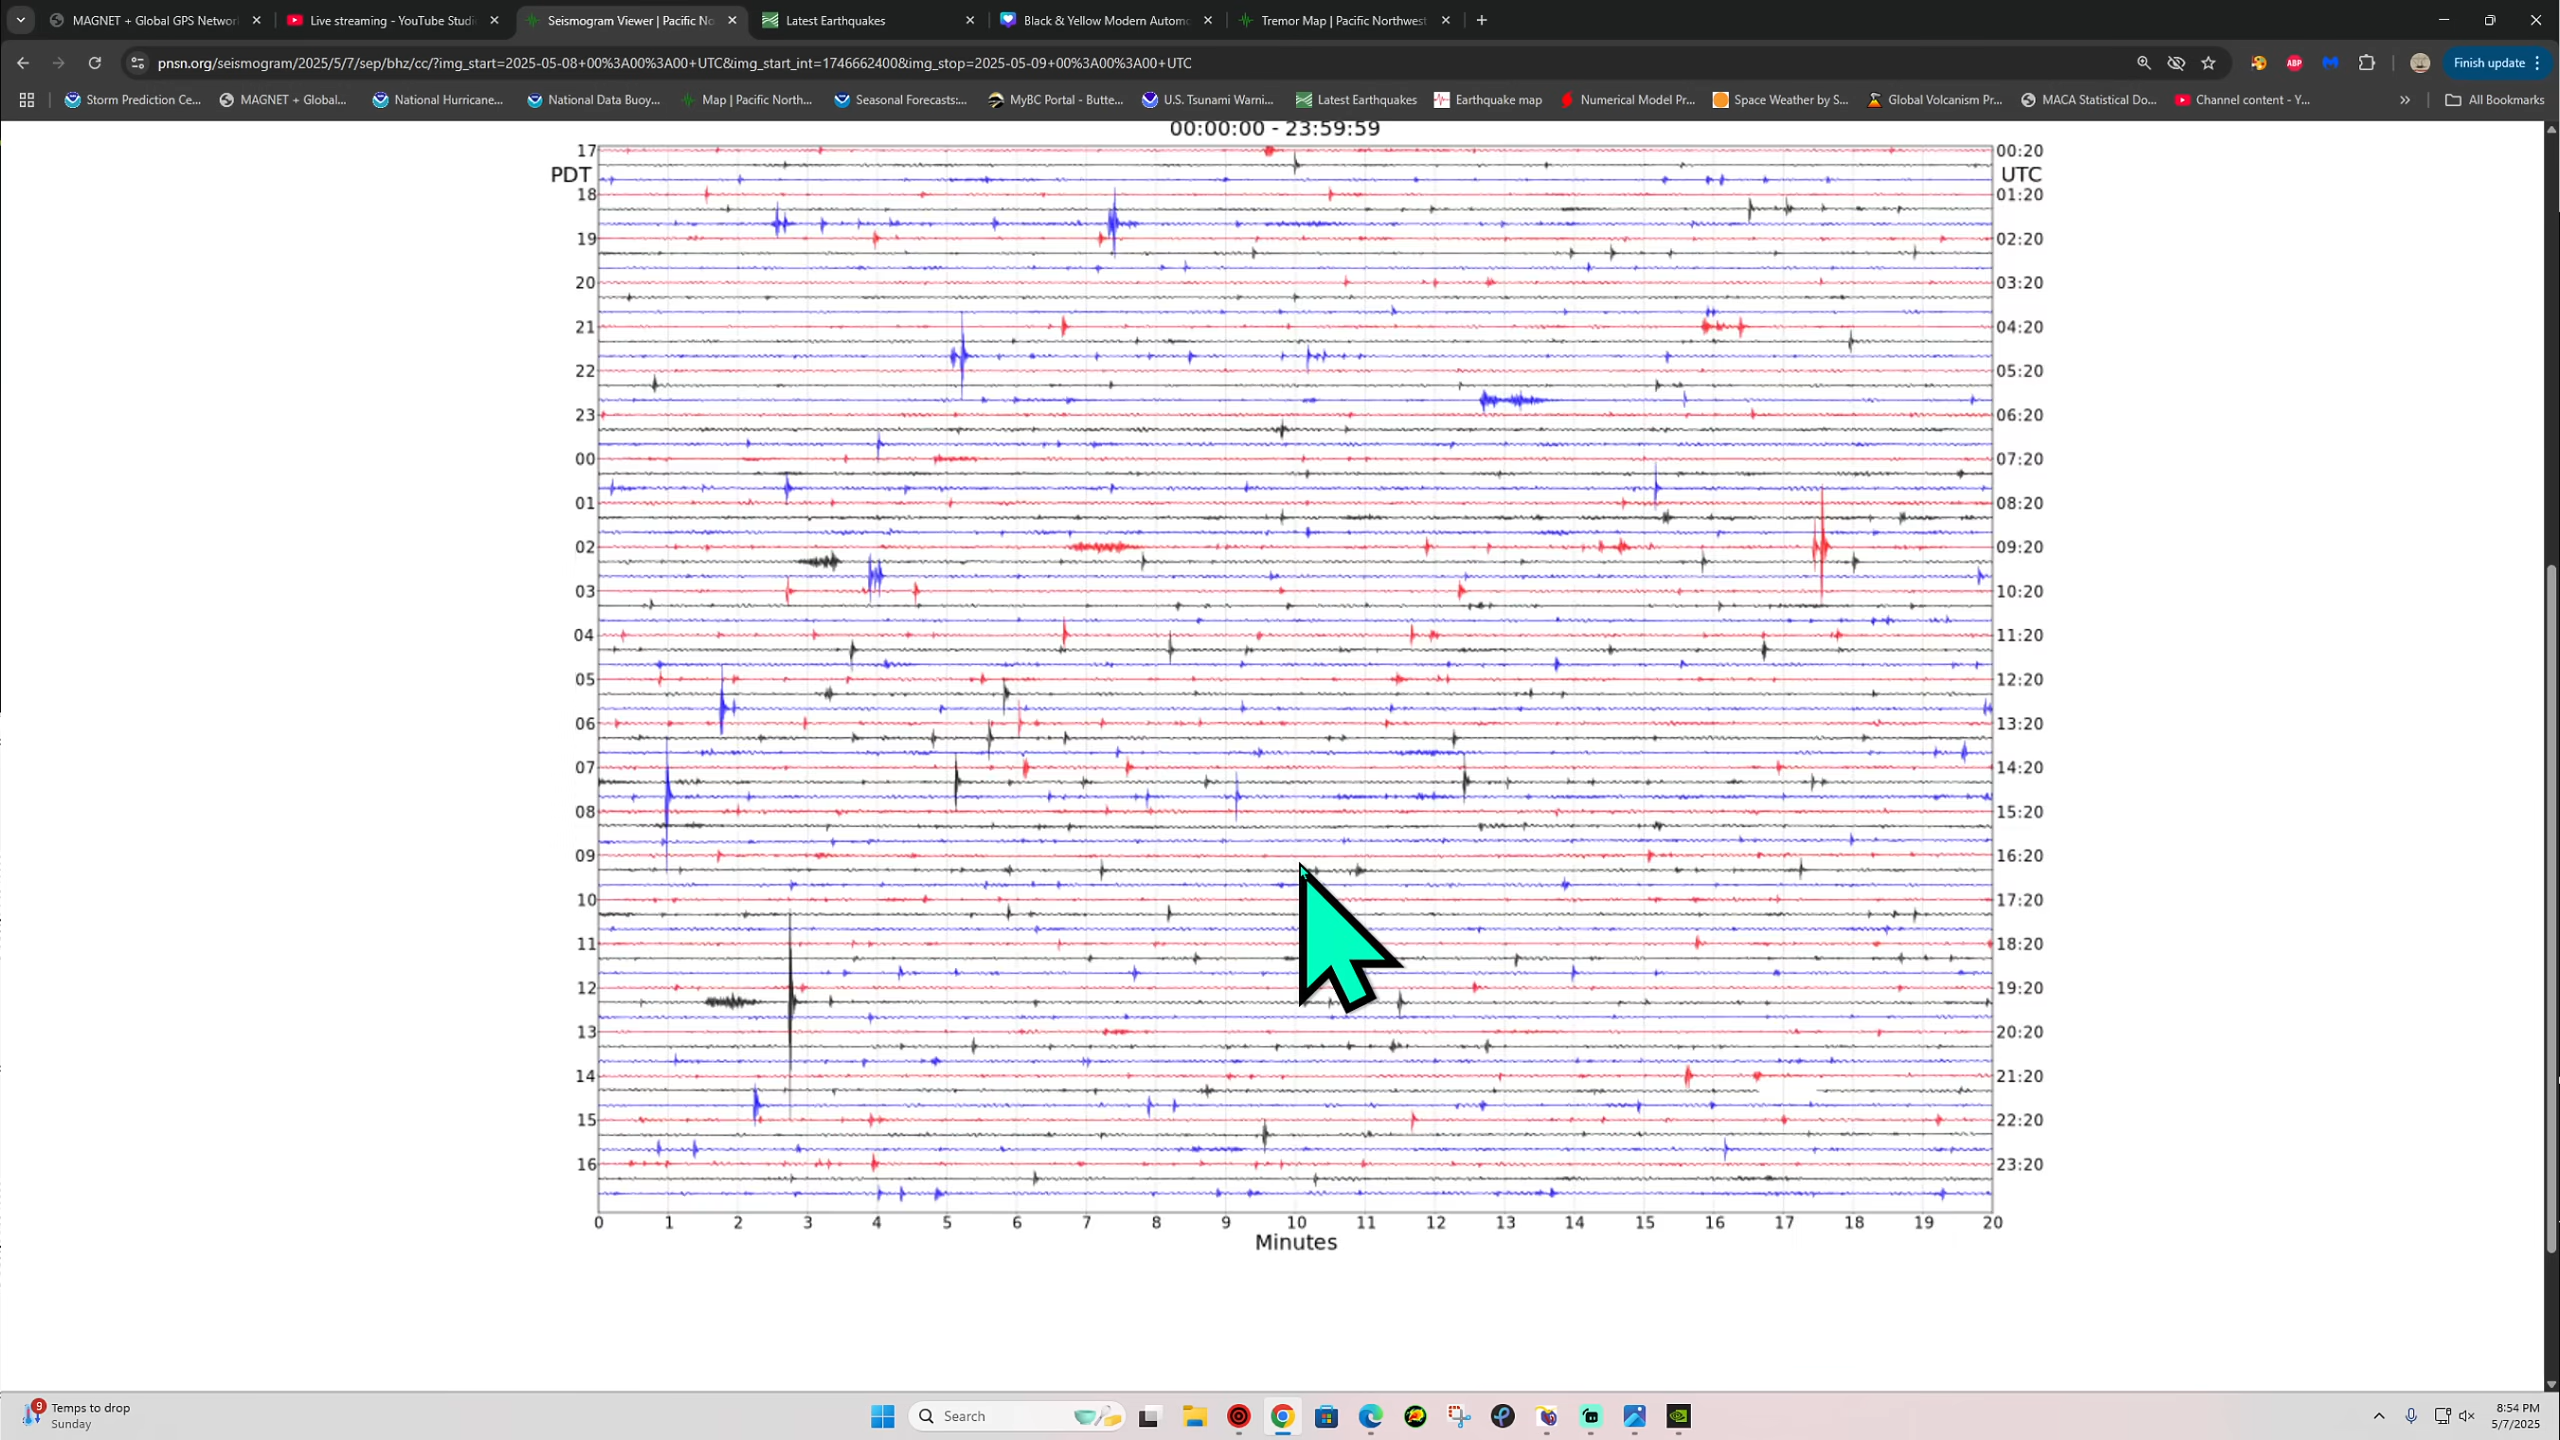 MAGNET + Global GPS Networ
Live streaming - YouTube Studi
Seismogram Viewer | Pacific No
Latest Earthquakes
Black & Yellow Modern Automo
Tremor Map | Pacific Northwest
pnsn.org/seismogram/2025/5/7/sep/bhz/cc/?img_start=2025-05-08+00%3A00%3A00+UTC&img_start_int=1746662400&img_stop=2025-05-09+00%3A00%3A00+UTC
ABP
Finish update
Storm Prediction Ce...
MAGNET + Global...
National Hurricane...
National Data Buoy...
Map | Pacific North...
Seasonal Forecasts:...
MyBC Portal - Butte...
U.S. Tsunami Warni...
Latest Earthquakes
Earthquake map
Numerical Model Pr...
Space Weather by S...
Global Volcanism Pr...
MACA Statistical Do...
Channel content - Y...
All Bookmarks
00:00:00 - 23:59:59
17 00:20
PDT UTC
18 01:20
19 02:20
20 03:20
21 04:20
22 05:20
23 06:20
00 07:20
01 08:20
02 09:20
03 10:20
04 11:20
05 12:20
06 13:20
07 14:20
08 15:20
09 16:20
10 17:20
11 18:20
12 19:20
13 20:20
14 21:20
15 22:20
16 23:20
0 1 2 3 4 5 6 7 8 9 10 11 12 13 14 15 16 17 18 19 20
Minutes
9
Temps to drop
Sunday
Search
8:54 PM
5/7/2025